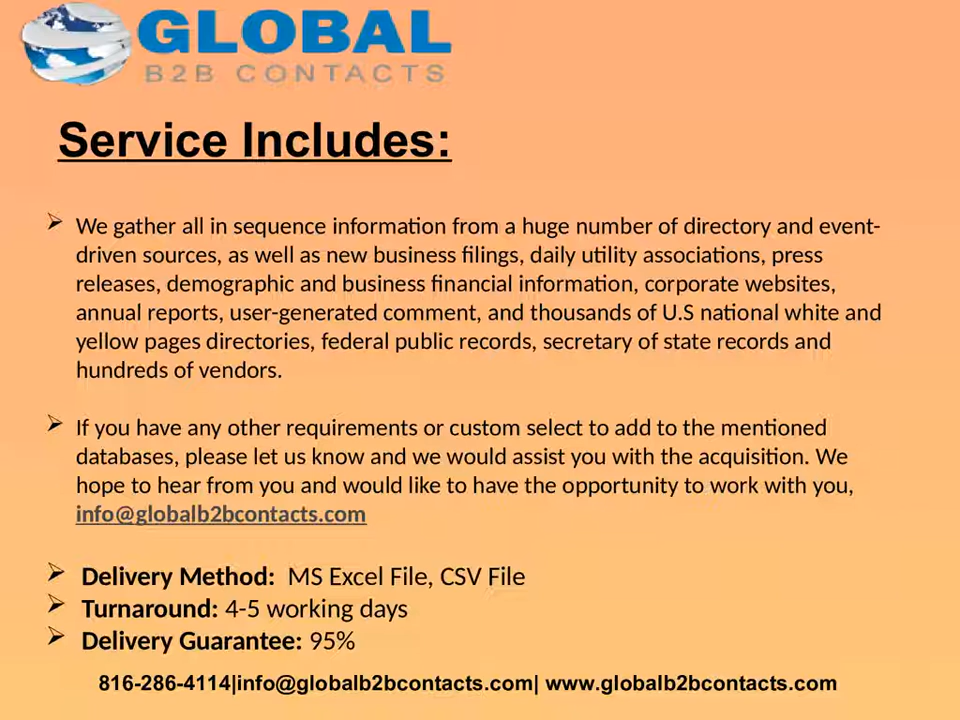 GLOBAL
B2B CONTACTS
Service Includes:
➢ We gather all in sequence information from a huge number of directory and event-
driven sources, as well as new business filings, daily utility associations, press
releases, demographic and business financial information, corporate websites,
annual reports, user-generated comment, and thousands of U.S national white and
yellow pages directories, federal public records, secretary of state records and
hundreds of vendors.
➢ If you have any other requirements or custom select to add to the mentioned
databases, please let us know and we would assist you with the acquisition. We
hope to hear from you and would like to have the opportunity to work with you,
info@globalb2bcontacts.com
➢ Delivery Method: MS Excel File, CSV File
➢ Turnaround: 4-5 working days
➢ Delivery Guarantee: 95%
816-286-4114|info@globalb2bcontacts.com| www.globalb2bcontacts.com